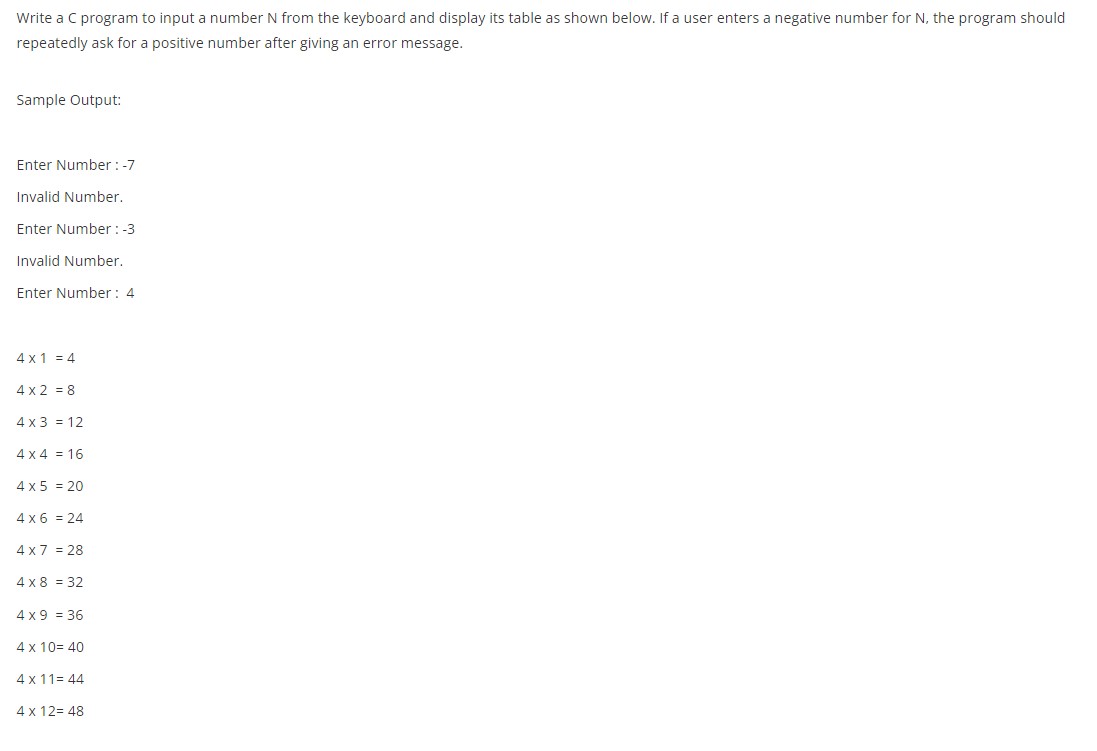 Write a C program to input a number N from the keyboard and display its table as shown below. If a user enters a negative number for N, the program should
repeatedly ask for a positive number after giving an error message.
Sample Output:
Enter Number : -7
Invalid Number.
Enter Number : -3
Invalid Number.
Enter Number :  4
4 x 1  = 4
4 x 2  = 8
4 x 3  = 12
4 x 4  = 16
4 x 5  = 20
4 x 6  = 24
4 x 7  = 28
4 x 8  = 32
4 x 9  = 36
4 x 10= 40
4 x 11= 44
4 x 12= 48